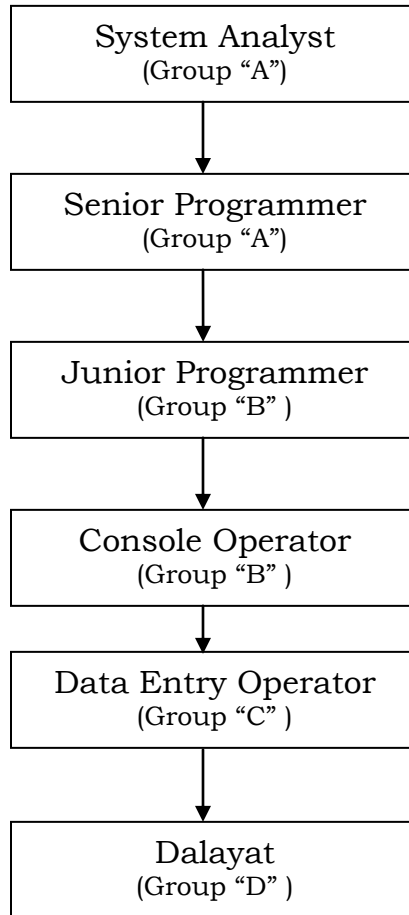 System Analyst
(Group “A”)
Senior Programmer
(Group “A”)
Junior Programmer
(Group “B” )
Console Operator
(Group “B” )
Data Entry Operator
(Group “C” )
Dalayat
(Group “D” )